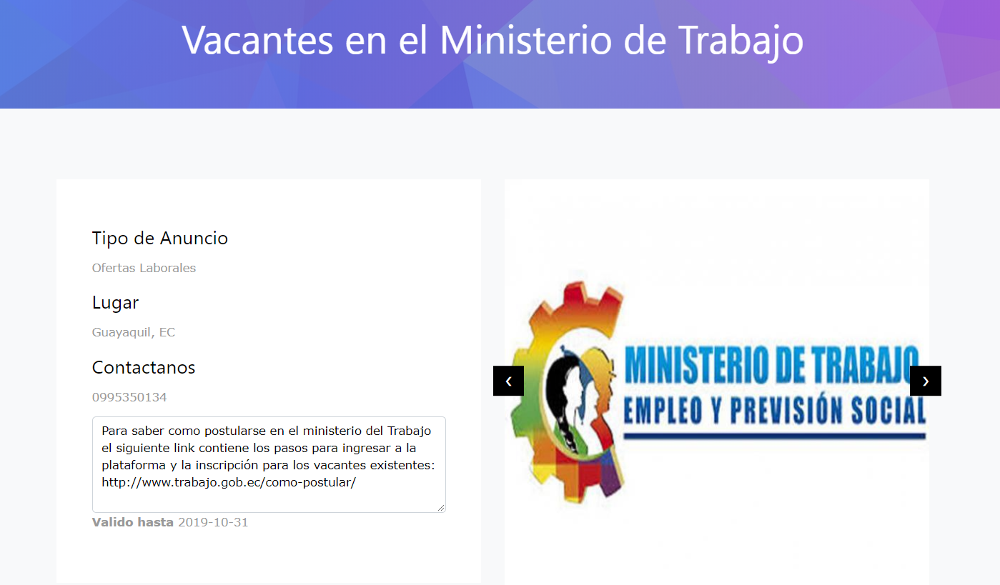 Vacantes en el Ministerio de Trabajo
Tipo de Anuncio
Ofertas Laborales
Lugar
Guayaquil, EC
Contactanos
0995350134
Para saber como postularse en el ministerio del Trabajo
el siguiente link contiene los pasos para ingresar a la
plataforma y la inscripción para los vacantes existentes:
http://www.trabajo.gob.ec/como-postular/
Valido hasta 2019-10-31
MINISTERIO DE TRABAJO
EMPLEO Y PREVISIÓN SOCIAL